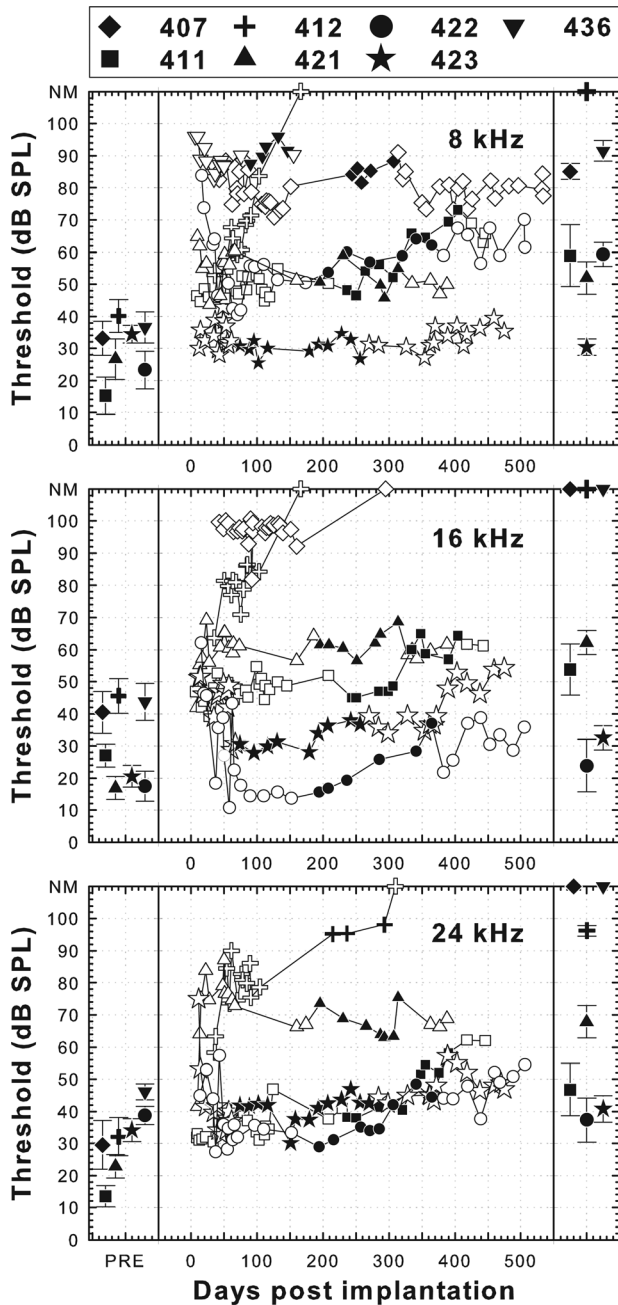 407 412 422 436
411 421 423
NM
100
90
80
70
60
50
40
30
20
10
0
8 kHz
Threshold (dB SPL)
0 100 200 300 400 500
NM
100
90
80
70
60
50
40
30
20
10
0
16 kHz
Threshold (dB SPL)
0 100 200 300 400 500
NM
100
90
80
70
60
50
40
30
20
10
0
24 kHz
Threshold (dB SPL)
PRE 0 100 200 300 400 500
Days post implantation